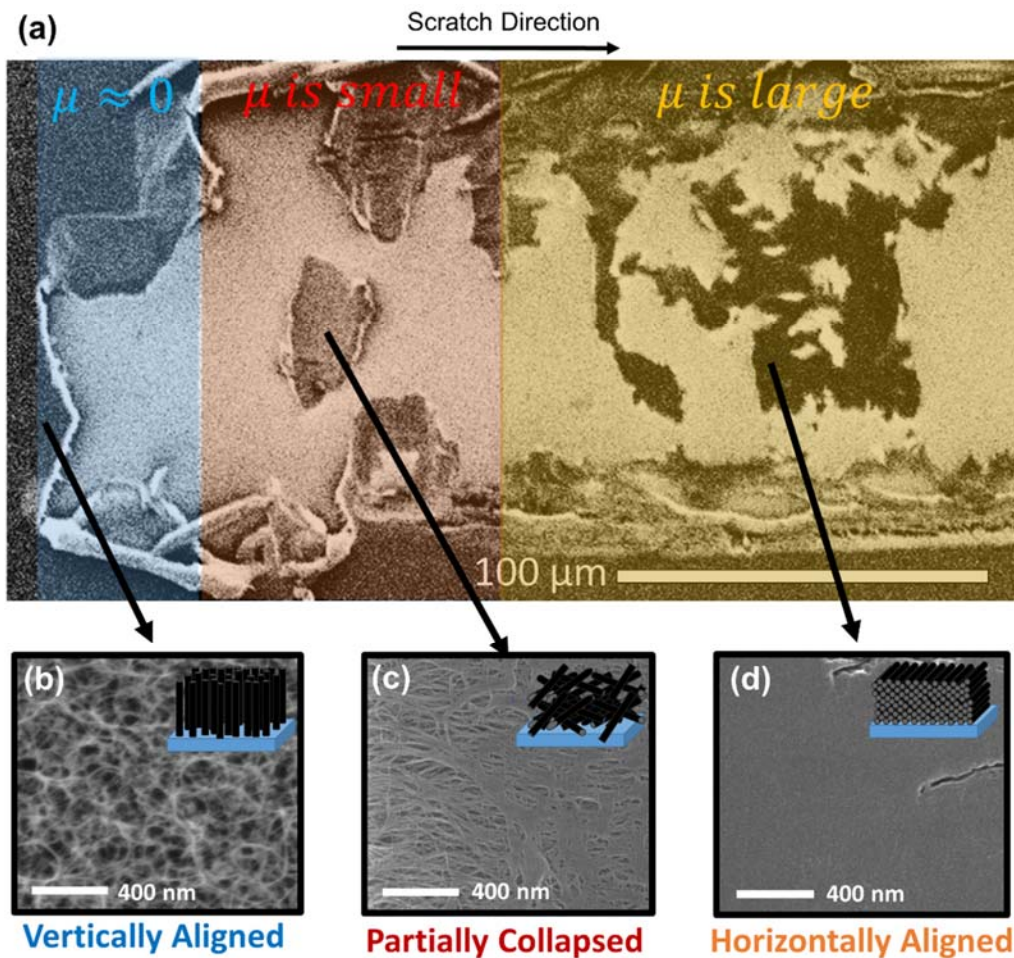 (a)
Scratch Direction
μ ≈ 0
μ is small
μ is large
100 μm
(b)
400 nm
Vertically Aligned
(c)
400 nm
Partially Collapsed
(d)
400 nm
Horizontally Aligned